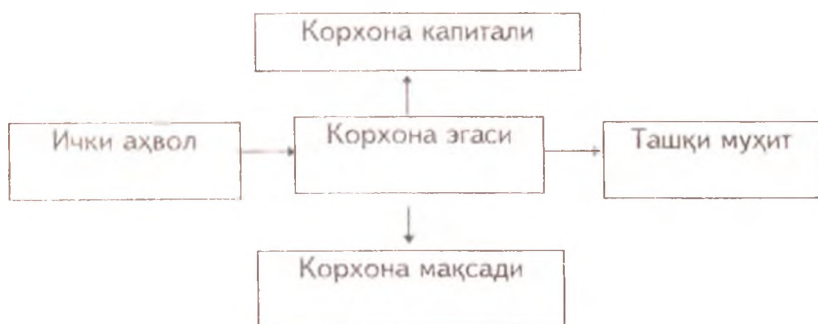 Корхона капитали
Ички аҳвол
Корхона эгаси
Ташқи муҳит
Корхона мақсади